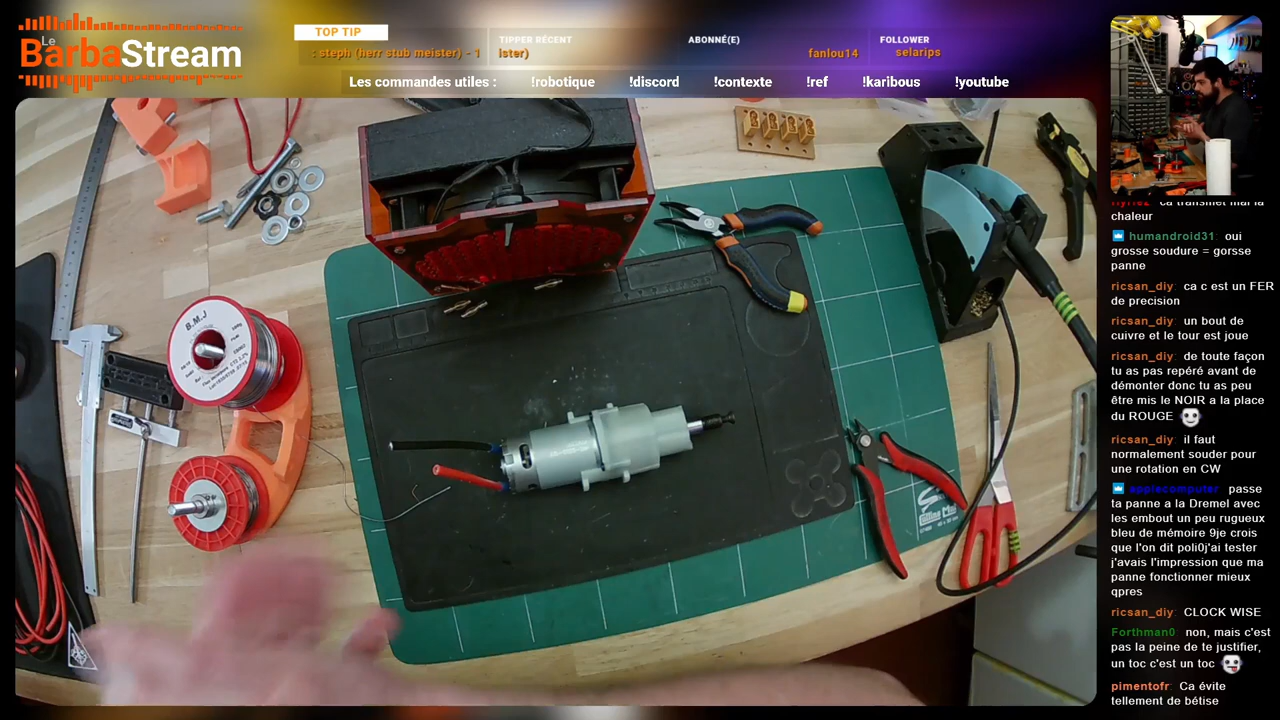 Le
BarbaStream
TOP TIP
: steph (herr stub meister) - 1
TIPPER RÉCENT
ister)
ABONNÉ(E)
fanlou14
FOLLOWER
selarips
Les commandes utiles : !robotique !discord !contexte !ref !karibous !youtube
B.M.J
ca transmet mal la
chaleur
humandroid31: oui
grosse soudure = gorsse
panne
ricsan_diy: ca c est un FER
de precision
ricsan_diy: un bout de
cuivre et le tour est joue
ricsan_diy: de toute façon
tu as pas repéré avant de
démonter donc tu as peu
être mis le NOIR a la place
du ROUGE
ricsan_diy: il faut
normalement souder pour
une rotation en CW
applecomputer: passe
ta panne a la Dremel avec
les embout un peu rugueux
bleu de mémoire 9je crois
que l'on dit poli0j'ai tester
j'avais l'impression que ma
panne fonctionner mieux
qpres
ricsan_diy: CLOCK WISE
Forthman0: non, mais c'est
pas la peine de te justifier,
un toc c'est un toc
pimentofr: Ca évite
tellement de bétise